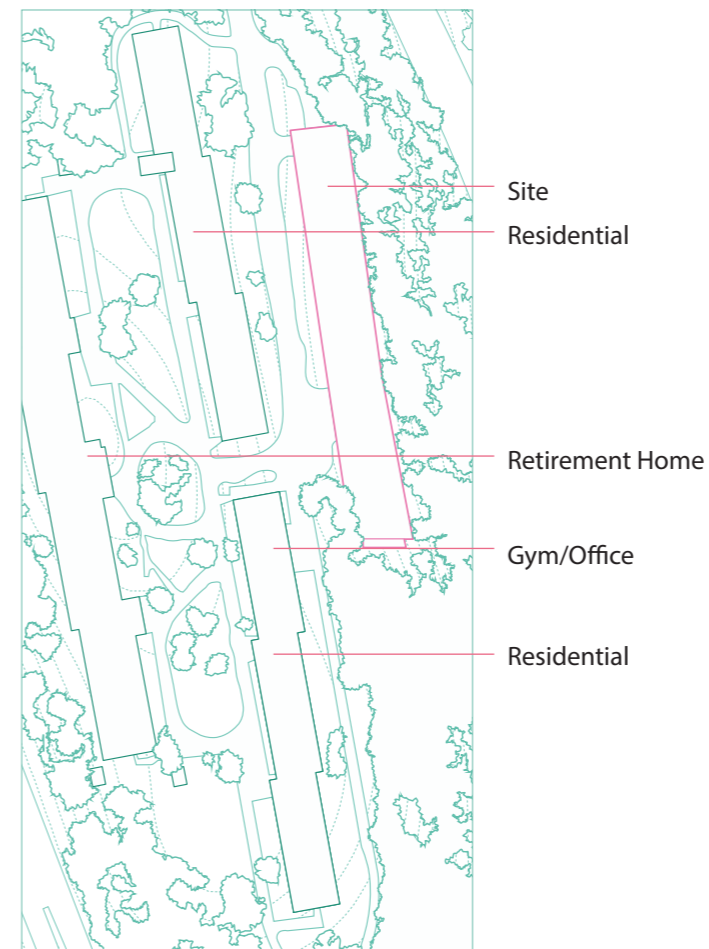 Site
Residential
Retirement Home
Gym/Office
Residential